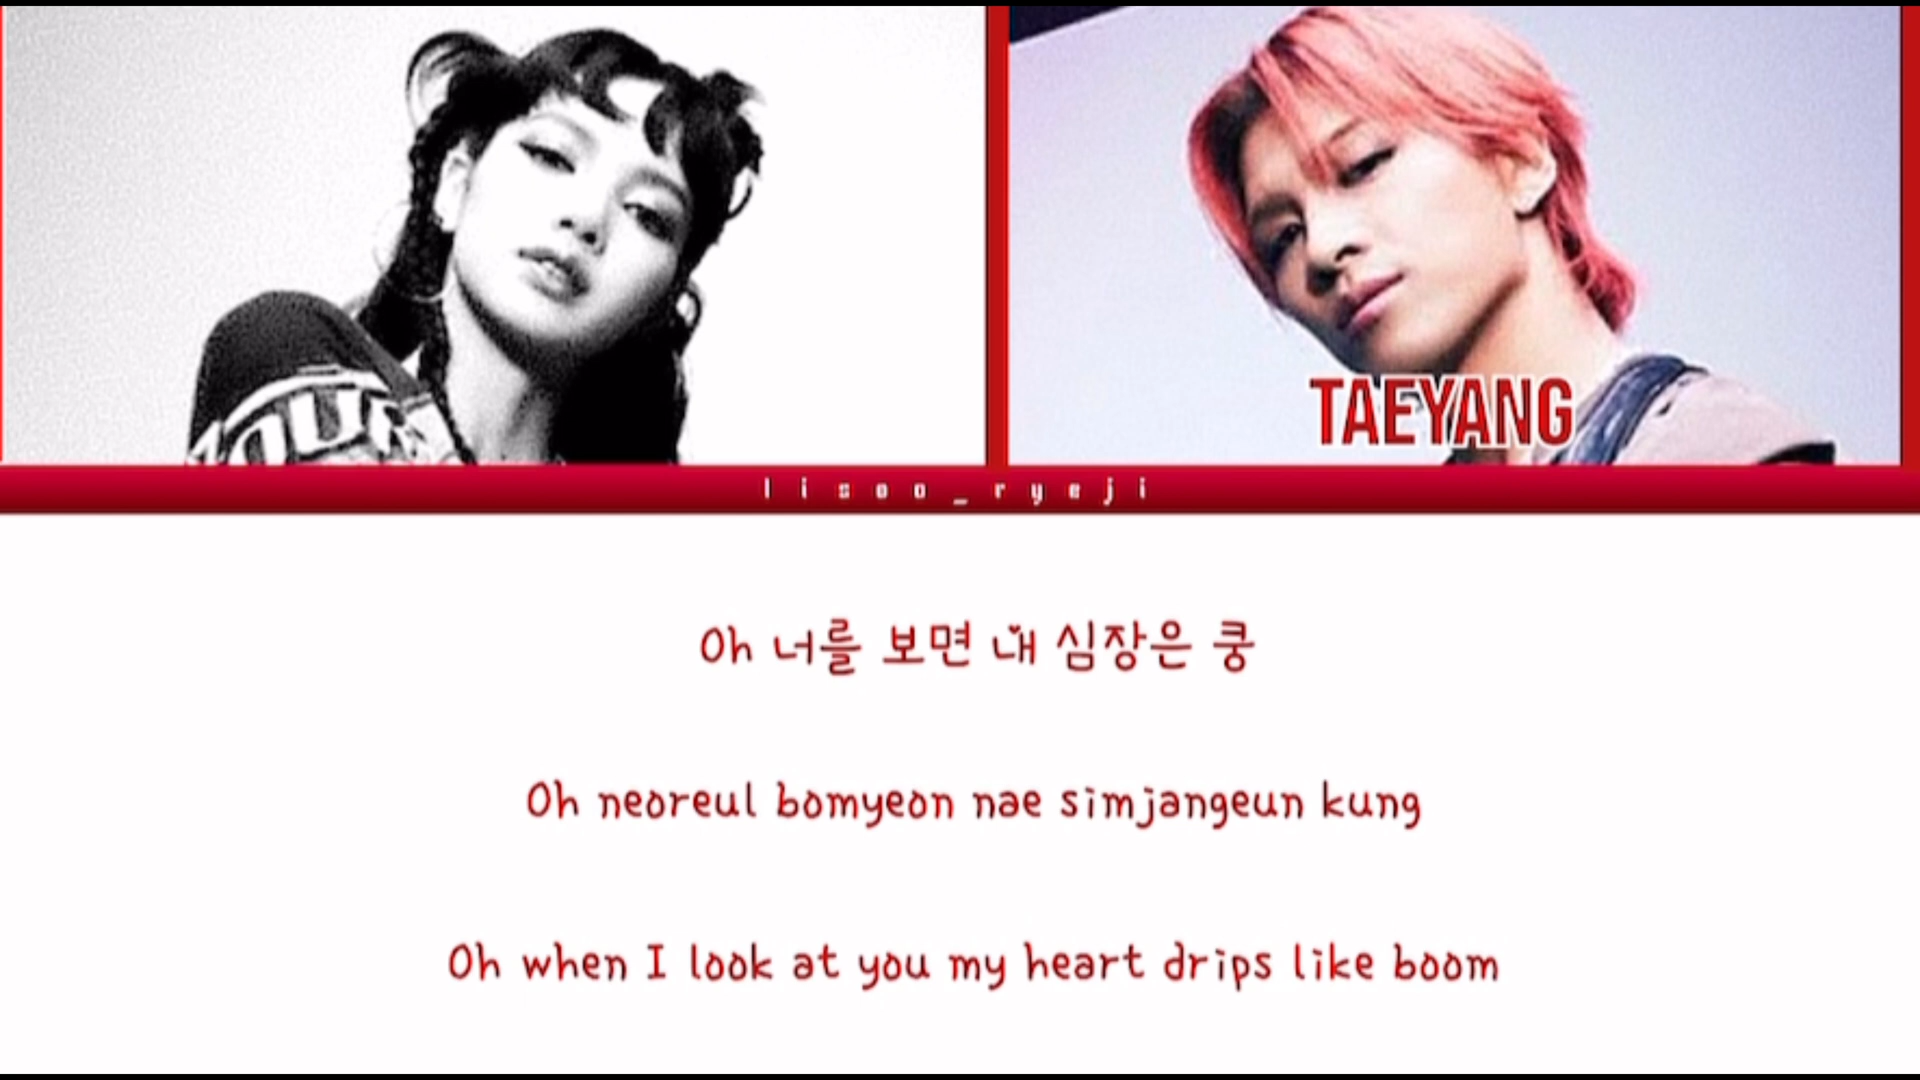 TAEYANG
lisoo_ryeji
Oh 너를 보면 내 심장은 쿵
Oh neoreul bomyeon nae simjangeun kung
Oh when I look at you my heart drips like boom